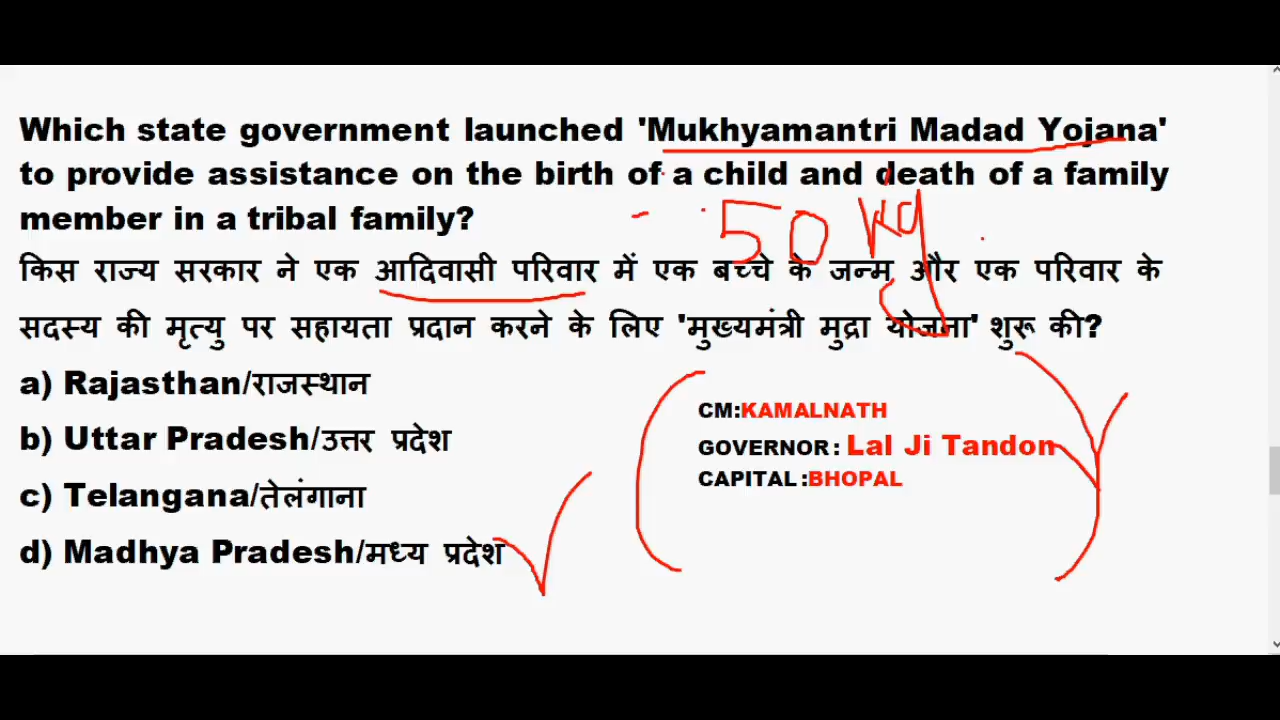 Which state government launched 'Mukhyamantri Madad Yojana'
to provide assistance on the birth of a child and death of a family
member in a tribal family?
50 kg
किस राज्य सरकार ने एक आदिवासी परिवार में एक बच्चे के जन्म और एक परिवार के
सदस्य की मृत्यु पर सहायता प्रदान करने के लिए 'मुख्यमंत्री मुद्रा योजना' शुरू की?
a) Rajasthan/राजस्थान
b) Uttar Pradesh/उत्तर प्रदेश
c) Telangana/तेलंगाना
d) Madhya Pradesh/मध्य प्रदेश
CM:KAMALNATH
GOVERNOR: Lal Ji Tandon
CAPITAL:BHOPAL